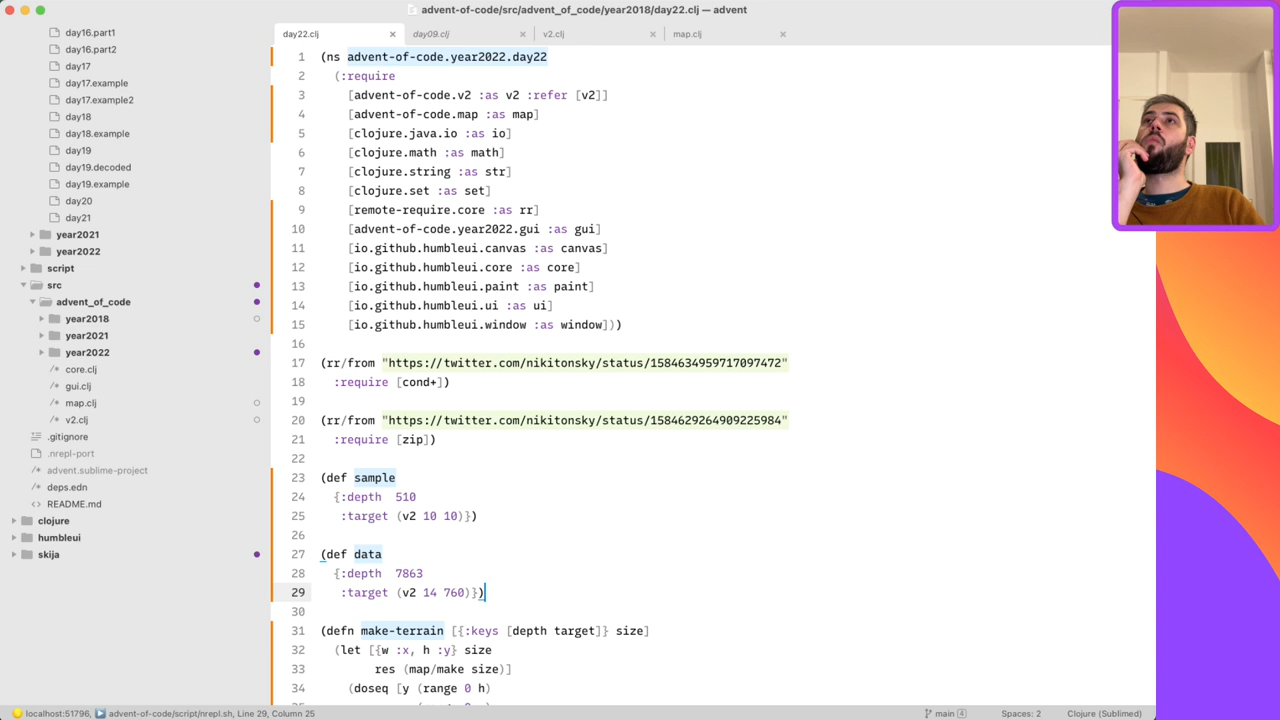 advent-of-code/src/advent_of_code/year2018/day22.clj — advent
day22.clj
day09.clj
v2.clj
map.clj
day16.part1
day16.part2
day17
day17.example
day17.example2
day18
day18.example
day19
day19.decoded
day19.example
day20
day21
year2021
year2022
script
src
advent_of_code
year2018
year2021
year2022
core.clj
gui.clj
map.clj
v2.clj
.gitignore
.nrepl-port
advent.sublime-project
deps.edn
README.md
clojure
humbleui
skija
1 (ns advent-of-code.year2022.day22
2 (:require
3 [advent-of-code.v2 :as v2 :refer [v2]]
4 [advent-of-code.map :as map]
5 [clojure.java.io :as io]
6 [clojure.math :as math]
7 [clojure.string :as str]
8 [clojure.set :as set]
9 [remote-require.core :as rr]
10 [advent-of-code.year2022.gui :as gui]
11 [io.github.humbleui.canvas :as canvas]
12 [io.github.humbleui.core :as core]
13 [io.github.humbleui.paint :as paint]
14 [io.github.humbleui.ui :as ui]
15 [io.github.humbleui.window :as window]))
16
17 (rr/from "https://twitter.com/nikitonsky/status/1584634959717097472"
18 :require [cond+])
19
20 (rr/from "https://twitter.com/nikitonsky/status/1584629264909225984"
21 :require [zip])
22
23 (def sample
24 {:depth 510
25 :target (v2 10 10)})
26
27 (def data
28 {:depth 7863
29 :target (v2 14 760)})
30
31 (defn make-terrain [{:keys [depth target]} size]
32 (let [{w :x, h :y} size
33 res (map/make size)]
34 (doseq [y (range 0 h)
localhost:51796, advent-of-code/script/nrepl.sh, Line 29, Column 25
main 4
Spaces: 2
Clojure (Sublimed)